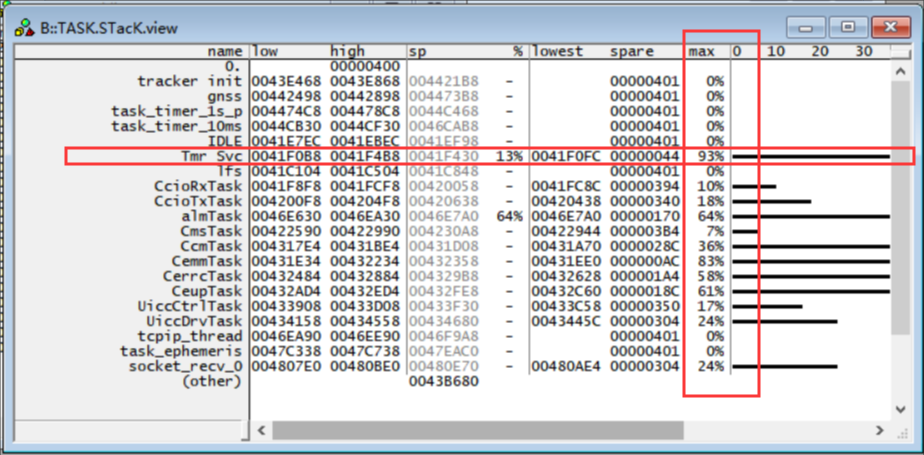 B::TASK.STacK.view
name low high sp % lowest spare max 0 10 20 30
0. 00000400
tracker init 0043E468 0043E868 004421B8 - 00000401 0%
gnss 00442498 00442898 004473B8 - 00000401 0%
task_timer_1s_p 004474C8 004478C8 0044C468 - 00000401 0%
task_timer_10ms 0044CB30 0044CF30 0046CAB8 - 00000401 0%
IDLE 0041E7EC 0041EBEC 0041EF98 - 00000401 0%
Tmr Svc 0041F0B8 0041F4B8 0041F430 13% 0041F0FC 00000044 93%
lfs 0041C104 0041C504 0041C848 - 00000401 0%
CcioRxTask 0041F8F8 0041FCF8 00420058 - 0041FC8C 00000394 10%
CcioTxTask 004200F8 004204F8 00420638 - 00420438 00000340 18%
almTask 0046E630 0046EA30 0046E7A0 64% 0046E7A0 00000170 64%
CmsTask 00422590 00422990 004230A8 - 00422944 000003B4 7%
CcmTask 004317E4 00431BE4 00431D08 - 00431A70 0000028C 36%
CemmTask 00431E34 00432234 00432358 - 00431EE0 000000AC 83%
CerrcTask 00432484 00432884 004329B8 - 00432628 000001A4 58%
CeupTask 00432AD4 00432ED4 00432FE8 - 00432C60 0000018C 61%
UiccCtrlTask 00433908 00433D08 00433F30 - 00433C58 00000350 17%
UiccDrvTask 00434158 00434558 00434680 - 0043445C 00000304 24%
tcpip_thread 0046EA90 0046EE90 0046F9A8 - 00000401 0%
task_ephemeris 0047C338 0047C738 0047EAC0 - 00000401 0%
socket_recv_0 004807E0 00480BE0 00480E70 - 00480AE4 00000304 24%
(other) 0043B680